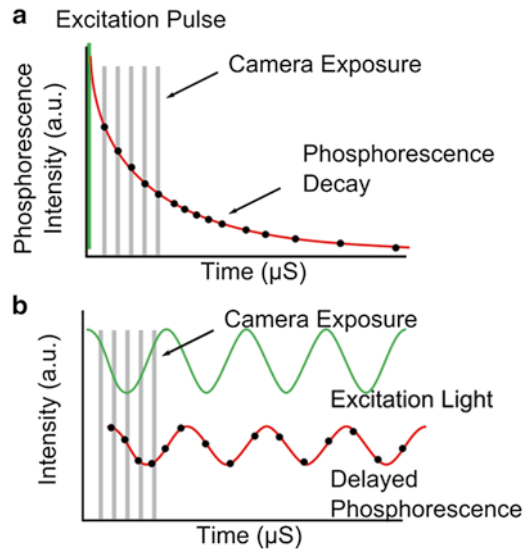 a
Excitation Pulse
Phosphorescence
Intensity (a.u.)
Camera Exposure
Phosphorescence
Decay
Time (µS)
b
Intensity (a.u.)
Camera Exposure
Excitation Light
Delayed
Phosphorescence
Time (µS)